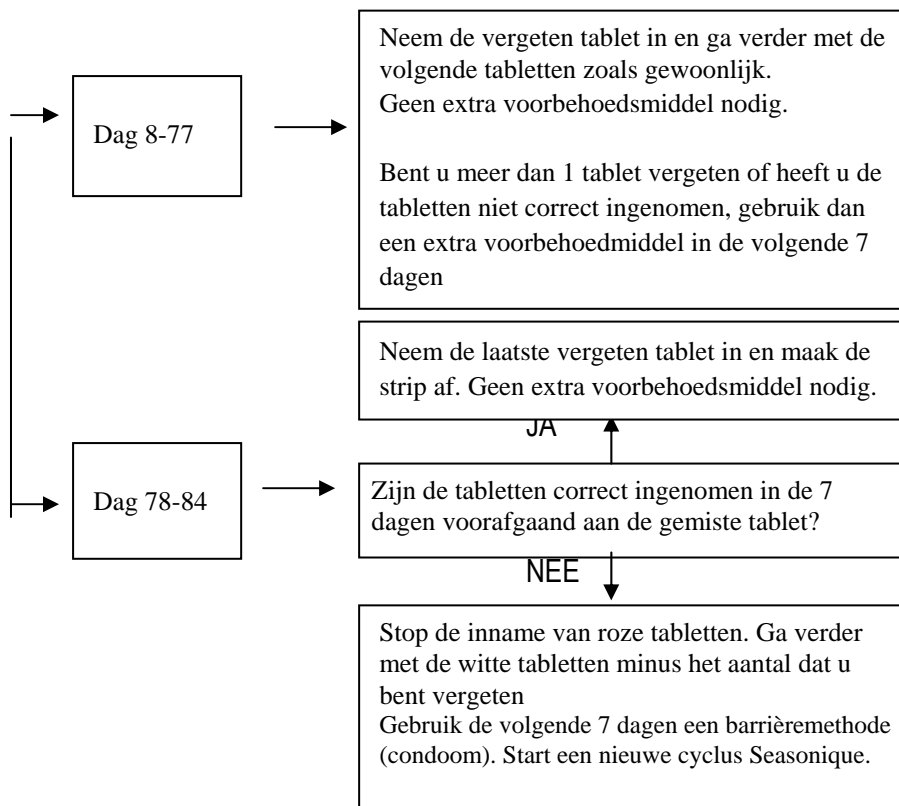 Neem de vergeten tablet in en ga verder met de
volgende tabletten zoals gewoonlijk.
Geen extra voorbehoedsmiddel nodig.
Dag 8-77
Bent u meer dan 1 tablet vergeten of heeft u de
tabletten niet correct ingenomen, gebruik dan
een extra voorbehoedmiddel in de volgende 7
dagen
Neem de laatste vergeten tablet in en maak de
strip af. Geen extra voorbehoedsmiddel nodig.
JA
Dag 78-84
Zijn de tabletten correct ingenomen in de 7
dagen voorafgaand aan de gemiste tablet?
NEE
Stop de inname van roze tabletten. Ga verder
met de witte tabletten minus het aantal dat u
bent vergeten
Gebruik de volgende 7 dagen een barrièremethode
(condoom). Start een nieuwe cyclus Seasonique.